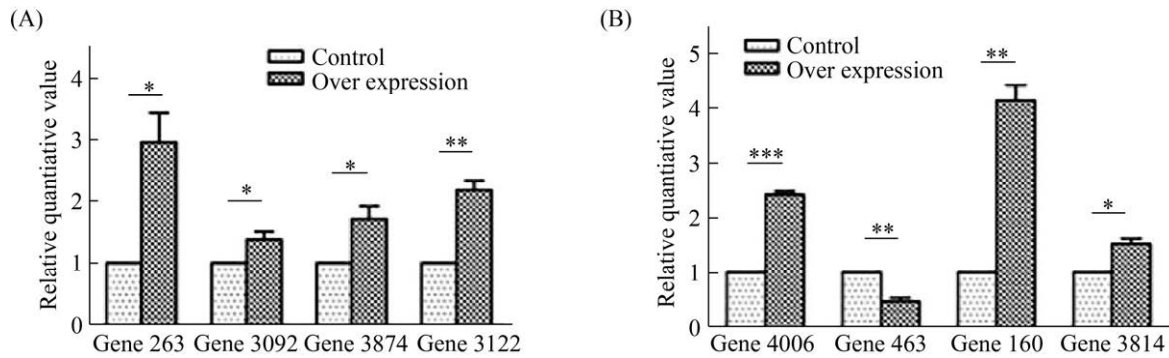 (A)
Relative quantiative value
4
3
2
1
0
Control
Over expression
*
*
*
**
Gene 263 Gene 3092 Gene 3874 Gene 3122
(B)
Relative quantiative value
5
4
3
2
1
0
Control
Over expression
***
**
**
*
Gene 4006 Gene 463 Gene 160 Gene 3814